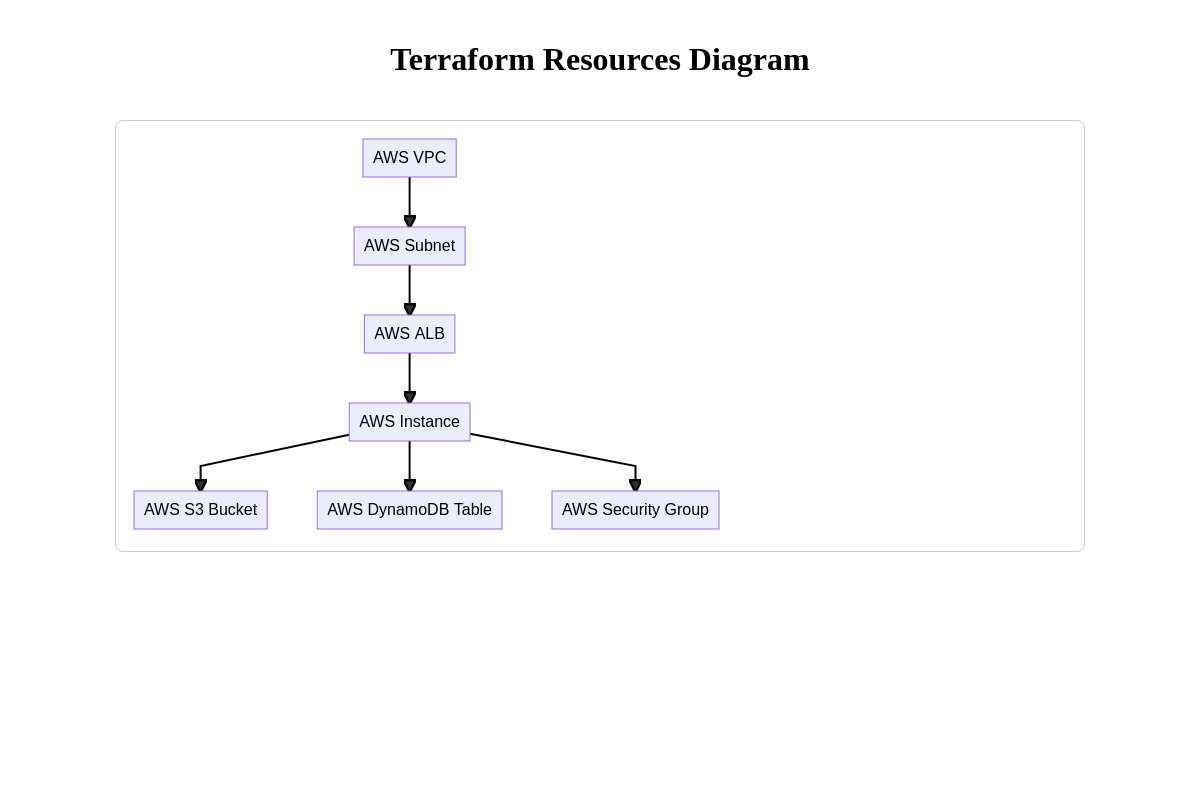 Terraform Resources Diagram
AWS VPC
AWS Subnet
AWS ALB
AWS Instance
AWS S3 Bucket
AWS DynamoDB Table
AWS Security Group